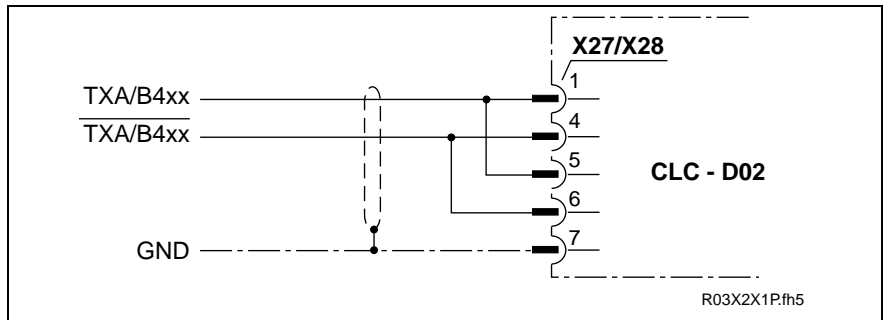 X27/X28
1
TXA/B4xx
4
TXA/B4xx
5
CLC - D02
6
7
GND
R03X2X1P.fh5